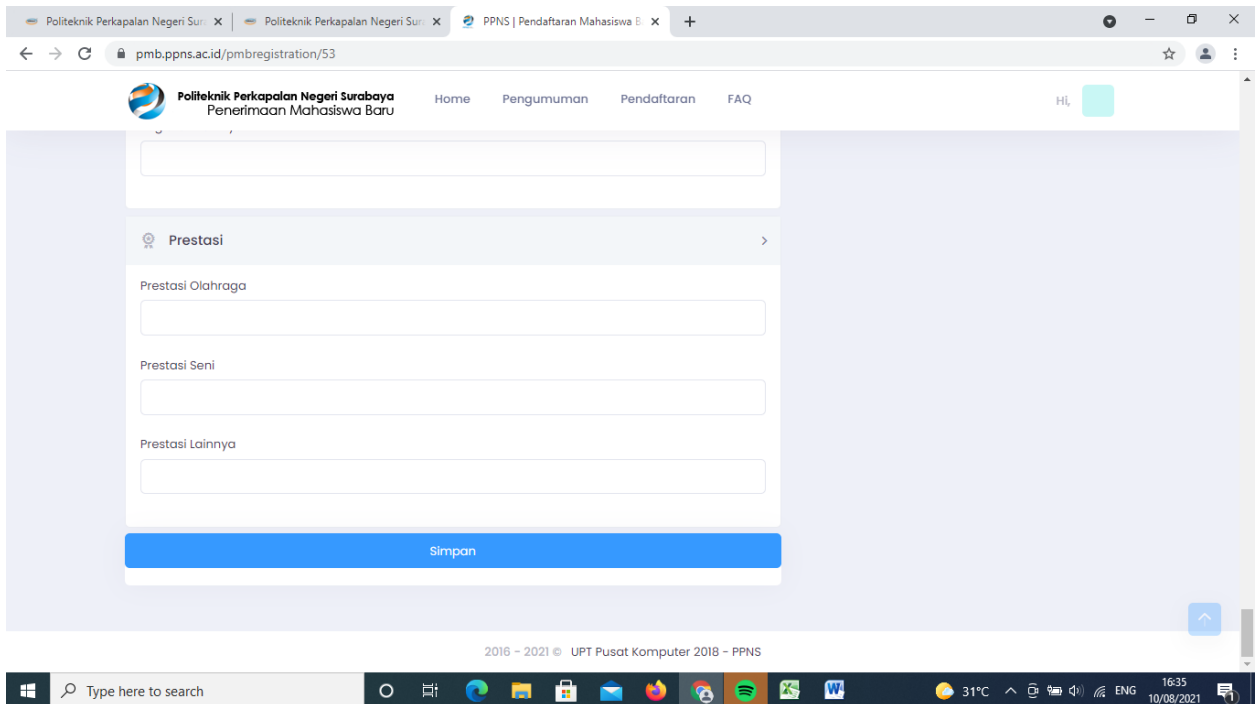 Politeknik Perkapalan Negeri Sur
Politeknik Perkapalan Negeri Sur
PPNS | Pendaftaran Mahasiswa B
pmb.ppns.ac.id/pmbregistration/53
Politeknik Perkapalan Negeri Surabaya
Penerimaan Mahasiswa Baru
Home
Pengumuman
Pendaftaran
FAQ
Hi,
Prestasi
Prestasi Olahraga
Prestasi Seni
Prestasi Lainnya
Simpan
2016 - 2021 © UPT Pusat Komputer 2018 - PPNS
Type here to search
31°C
ENG
16:35
10/08/2021